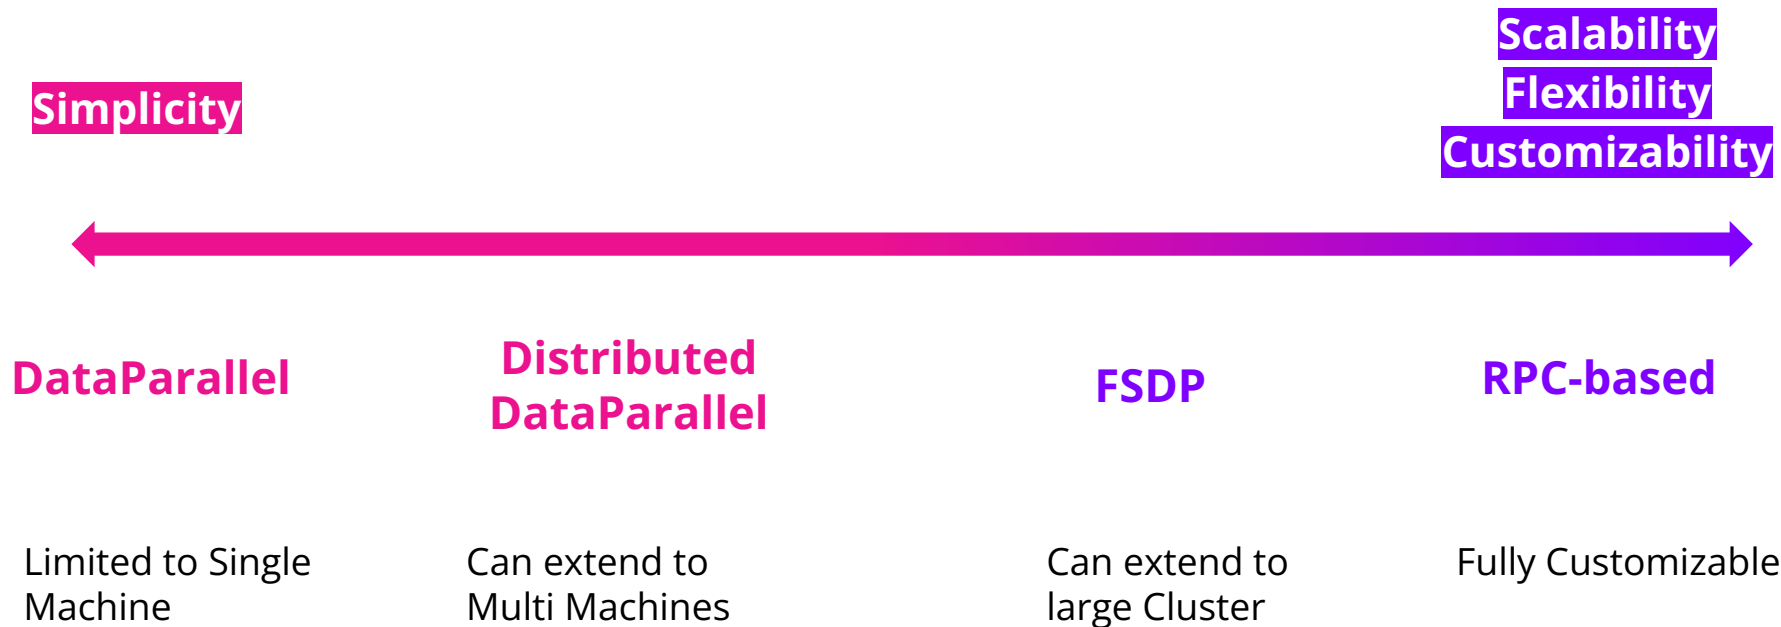 Simplicity
Scalability
Flexibility
Customizability
DataParallel
Distributed
DataParallel
FSDP
RPC-based
Limited to Single
Machine
Can extend to
Multi Machines
Can extend to
large Cluster
Fully Customizable